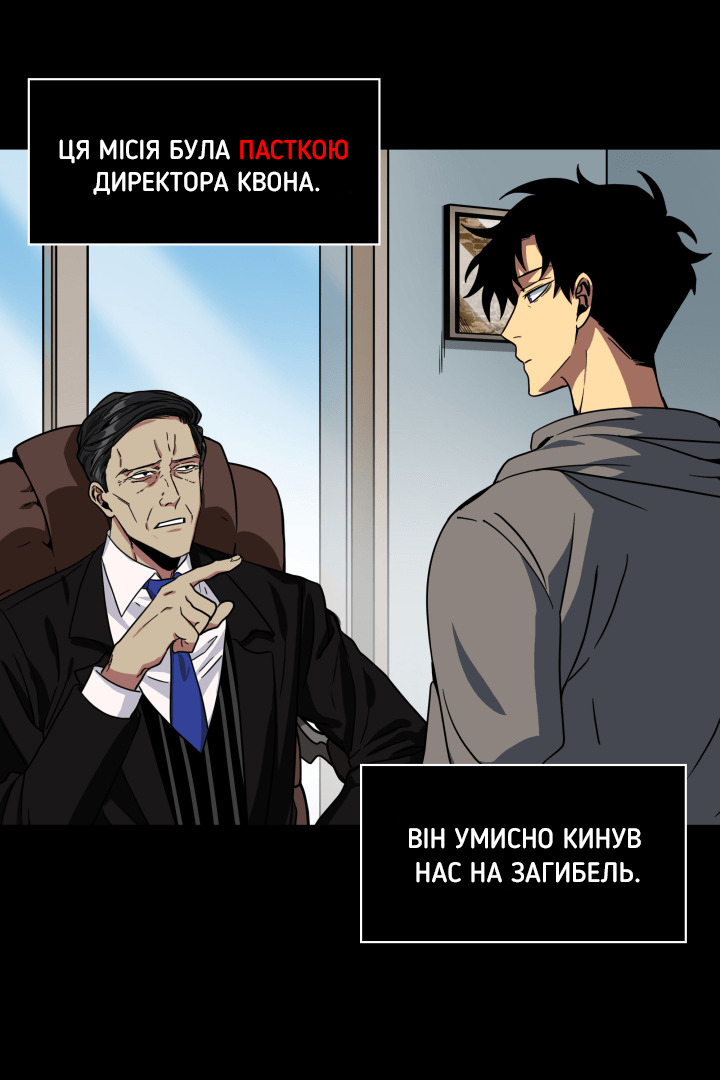 ЦЯ МІСІЯ БУЛА ПАСТКОЮ
ДИРЕКТОРА КВОНА.
ВІН УМИСНО КИНУВ
НАС НА ЗАГИБЕЛЬ.